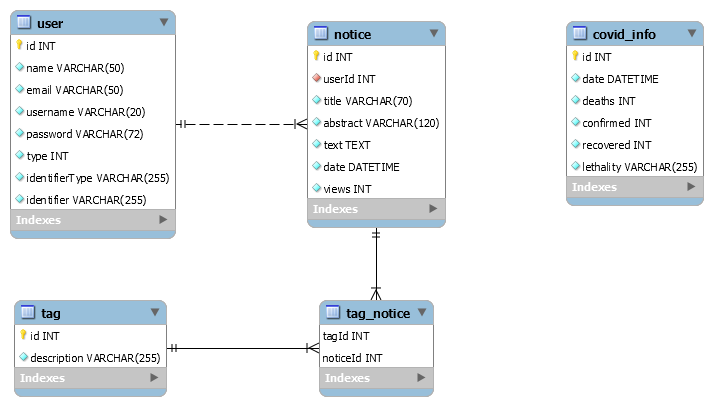 user
id INT
name VARCHAR(50)
email VARCHAR(50)
username VARCHAR(20)
password VARCHAR(72)
type INT
identifierType VARCHAR(255)
identifier VARCHAR(255)
Indexes
notice
id INT
userId INT
title VARCHAR(70)
abstract VARCHAR(120)
text TEXT
date DATETIME
views INT
Indexes
covid_info
id INT
date DATETIME
deaths INT
confirmed INT
recovered INT
lethality VARCHAR(255)
Indexes
tag
id INT
description VARCHAR(255)
Indexes
tag_notice
tagId INT
noticeId INT
Indexes